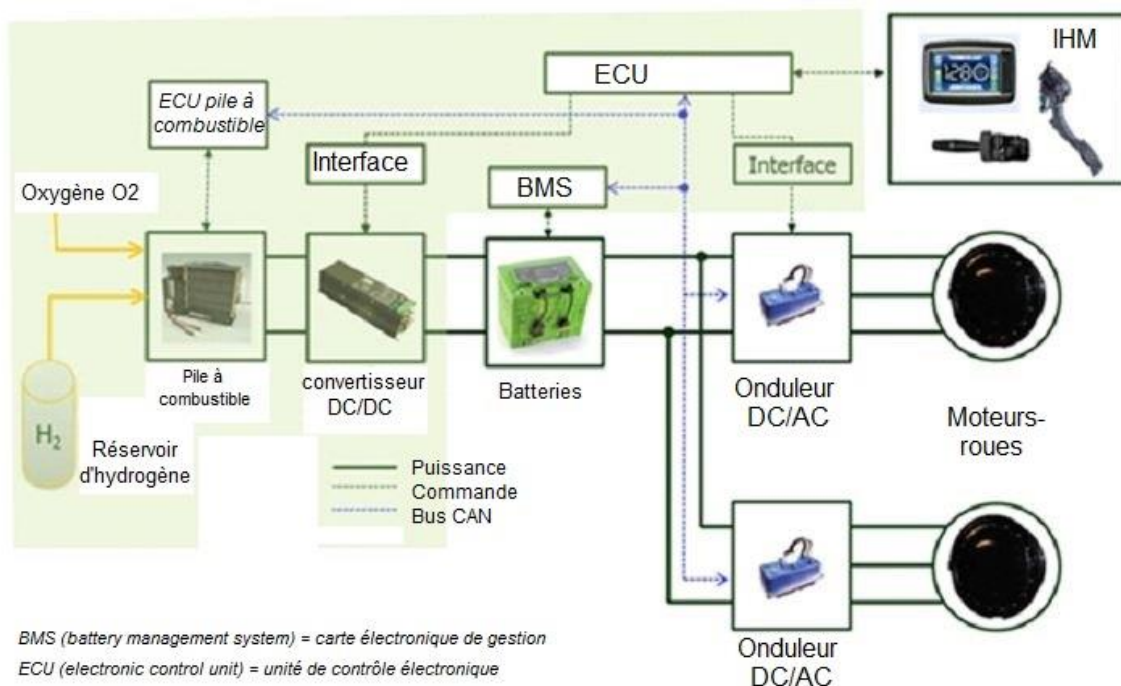 IHM
1280
ECU
ECU pile à
combustible
Interface
Interface
BMS
Oxygène O2
Pile à
combustible
convertisseur
DC/DC
Batteries
Onduleur
DC/AC
Moteurs-
roues
H2
Réservoir
d'hydrogène
Puissance
Commande
Bus CAN
Onduleur
DC/AC
BMS (battery management system) = carte électronique de gestion
ECU (electronic control unit) = unité de contrôle électronique